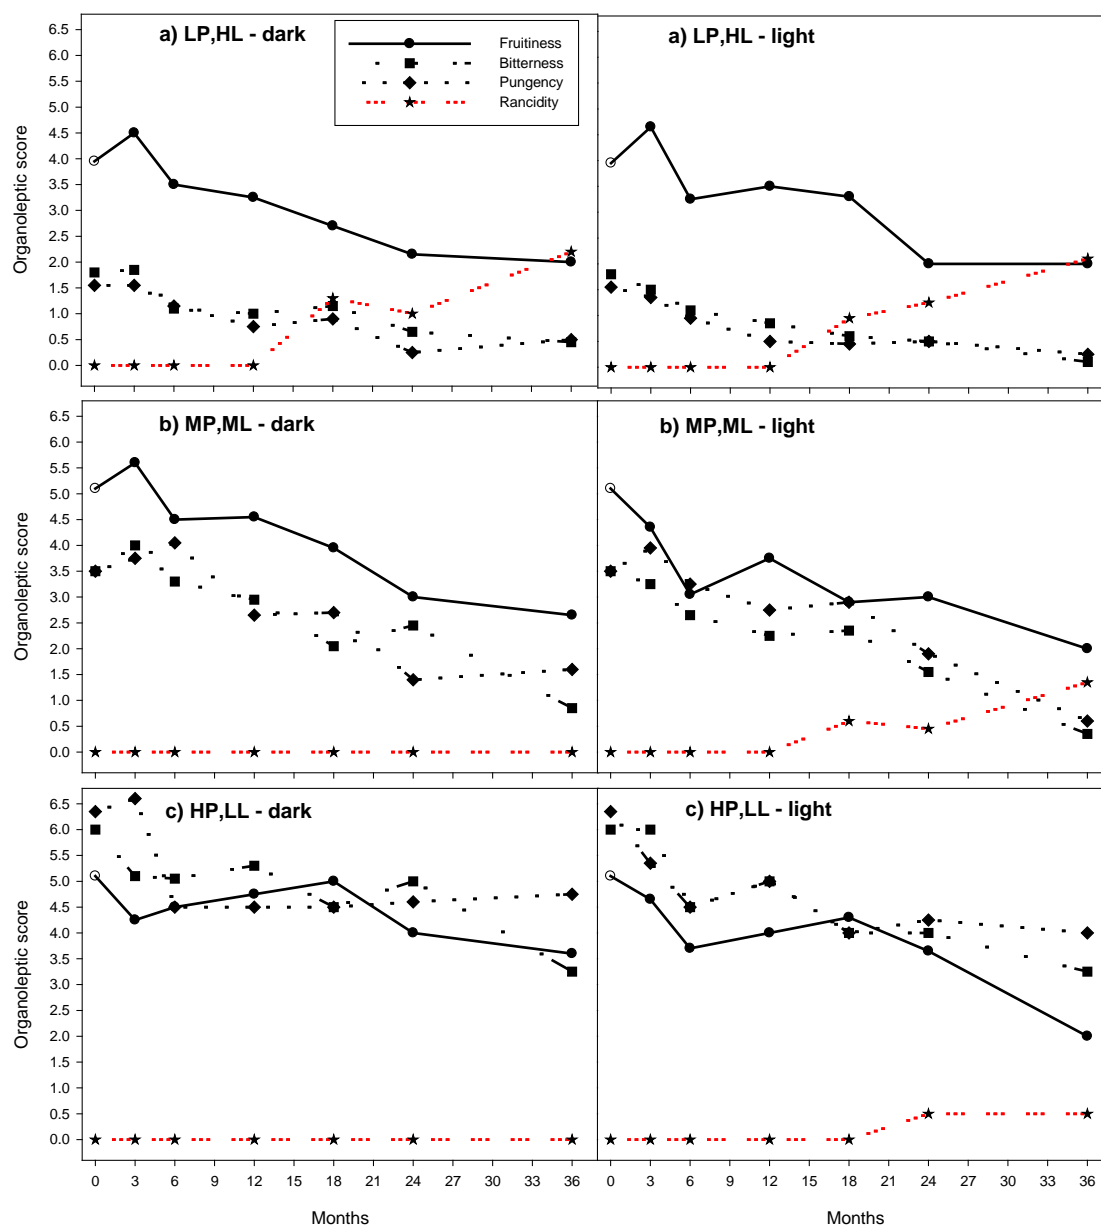 a) LP,HL - dark
Fruitiness
Bitterness
Pungency
Rancidity
a) LP,HL - light
Organoleptic score
6.5
6.0
5.5
5.0
4.5
4.0
3.5
3.0
2.5
2.0
1.5
1.0
0.5
0.0
b) MP,ML - dark
b) MP,ML - light
Organoleptic score
6.5
6.0
5.5
5.0
4.5
4.0
3.5
3.0
2.5
2.0
1.5
1.0
0.5
0.0
c) HP,LL - dark
c) HP,LL - light
Organoleptic score
6.5
6.0
5.5
5.0
4.5
4.0
3.5
3.0
2.5
2.0
1.5
1.0
0.5
0.0
0 3 6 9 12 15 18 21 24 27 30 33 36
0 3 6 9 12 15 18 21 24 27 30 33 36
Months
Months